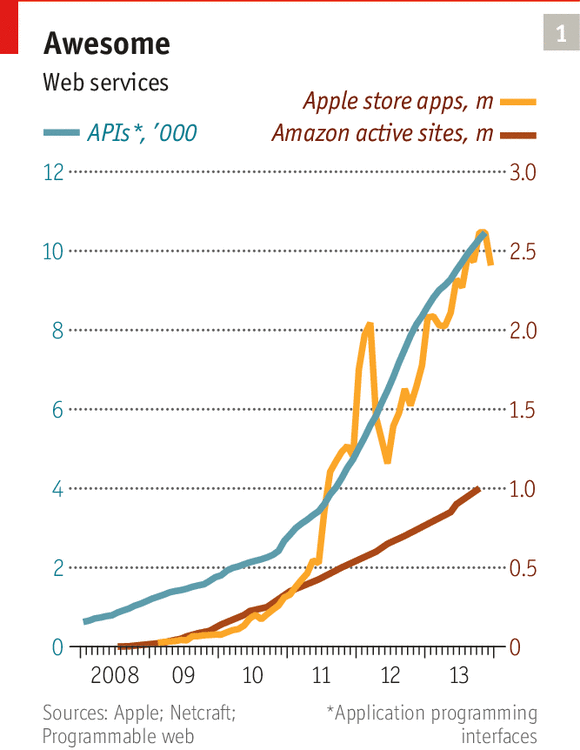 1
Awesome
Web services
Apple store apps, m
APIs*, ’000
Amazon active sites, m
12 3.0
10 2.5
8 2.0
6 1.5
4 1.0
2 0.5
0 0
2008 09 10 11 12 13
Sources: Apple; Netcraft;
Programmable web
*Application programming
interfaces